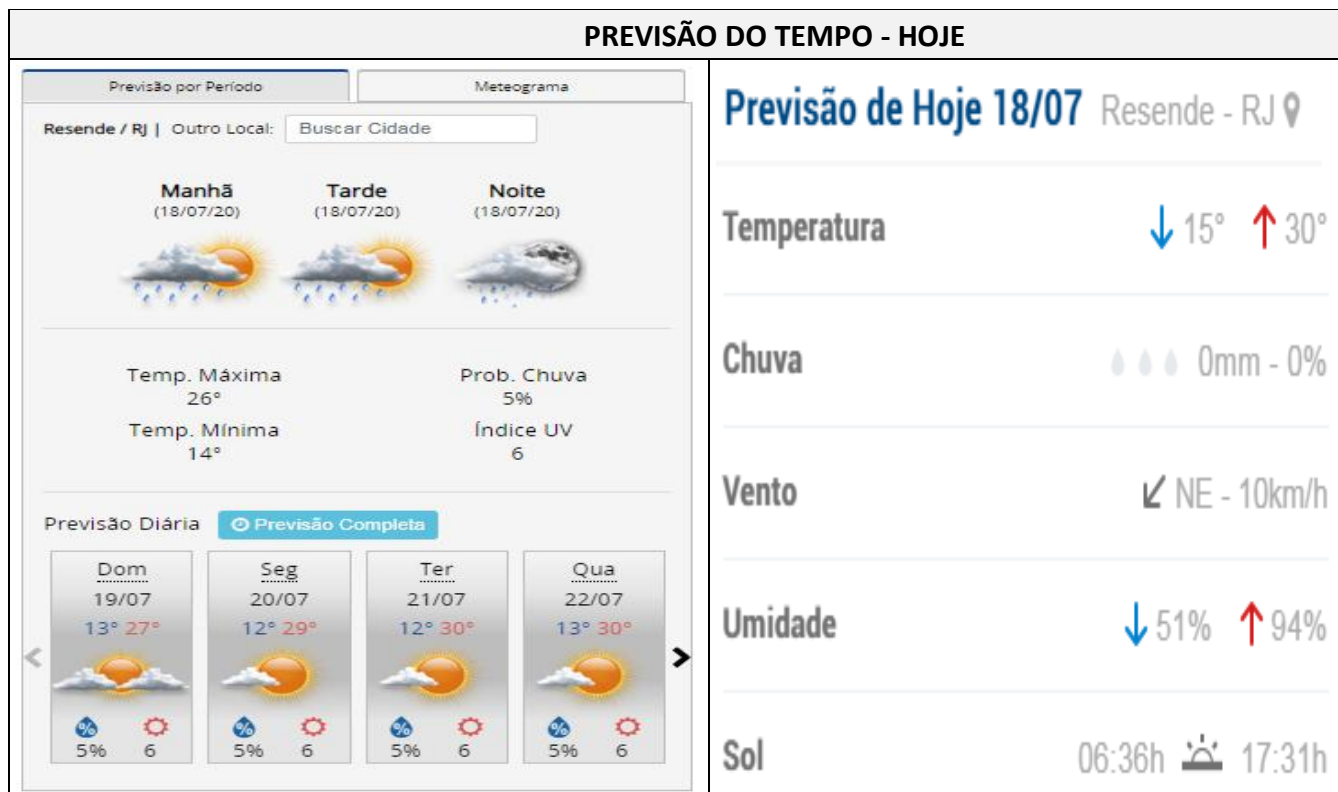 PREVISÃO DO TEMPO - HOJE
Previsão por Período
Meteograma
Resende / RJ | Outro Local: Buscar Cidade
Manhã Tarde Noite
(18/07/20) (18/07/20) (18/07/20)
Temp. Máxima Prob. Chuva
26° 5%
Temp. Mínima Índice UV
14° 6
Previsão Diária Previsão Completa
Dom Seg Ter Qua
19/07 20/07 21/07 22/07
13° 27° 12° 29° 12° 30° 13° 30°
% % % %
5% 6 5% 6 5% 6 5% 6
Previsão de Hoje 18/07 Resende - RJ
Temperatura ↓ 15° ↑ 30°
Chuva 0mm - 0%
Vento NE - 10km/h
Umidade ↓ 51% ↑ 94%
Sol 06:36h 17:31h